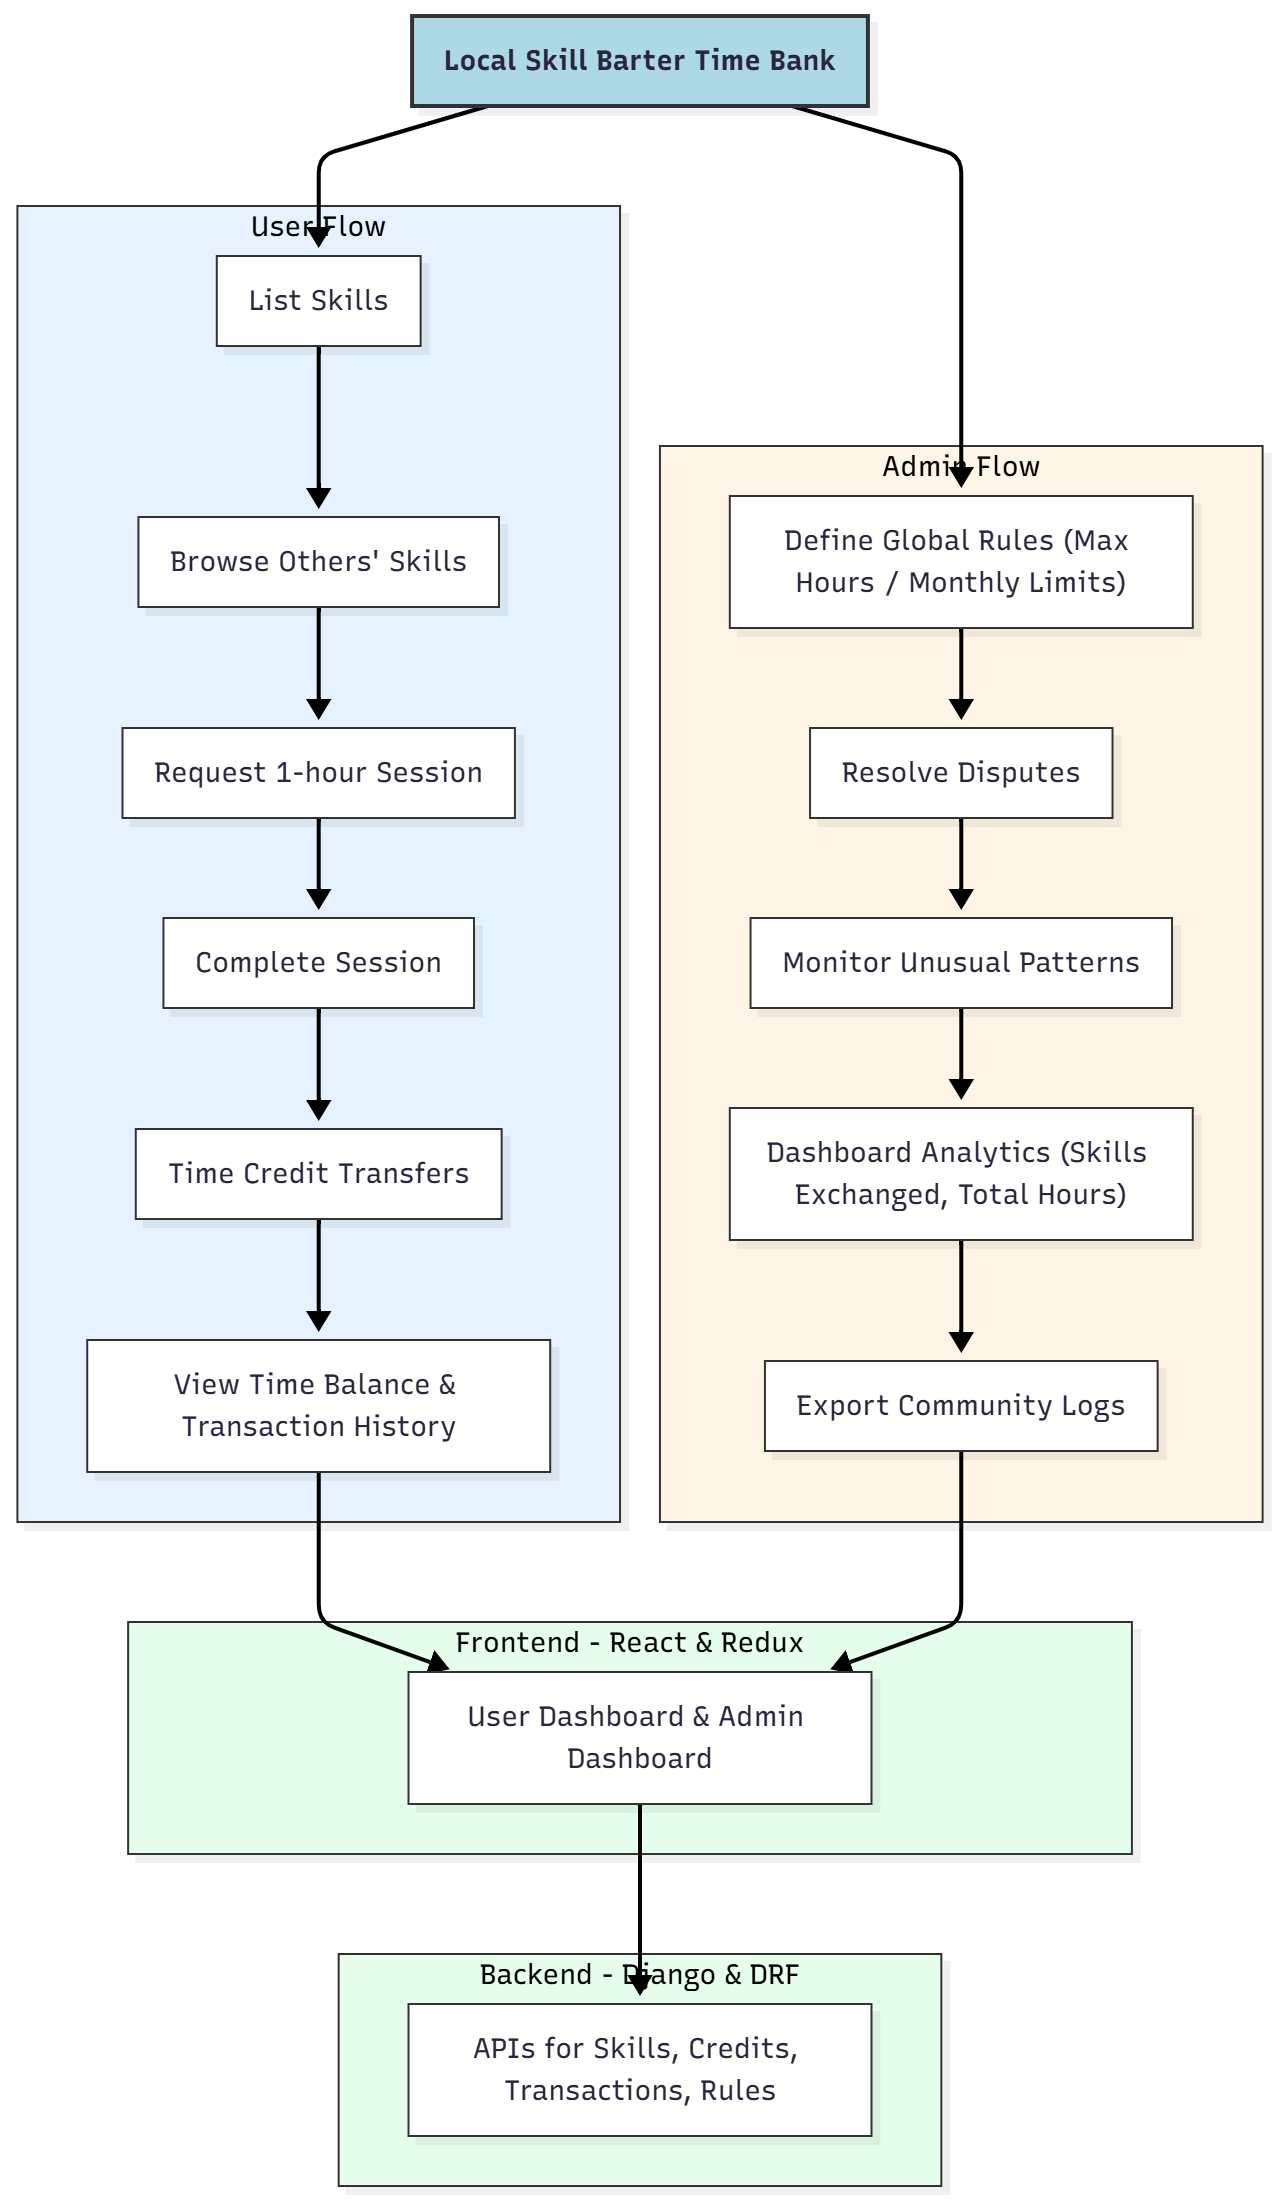 Local Skill Barter Time Bank
User Flow
List Skills
Browse Others' Skills
Request 1-hour Session
Complete Session
Time Credit Transfers
View Time Balance &
Transaction History
Admin Flow
Define Global Rules (Max
Hours / Monthly Limits)
Resolve Disputes
Monitor Unusual Patterns
Dashboard Analytics (Skills
Exchanged, Total Hours)
Export Community Logs
Frontend - React & Redux
User Dashboard & Admin
Dashboard
Backend - Django & DRF
APIs for Skills, Credits,
Transactions, Rules